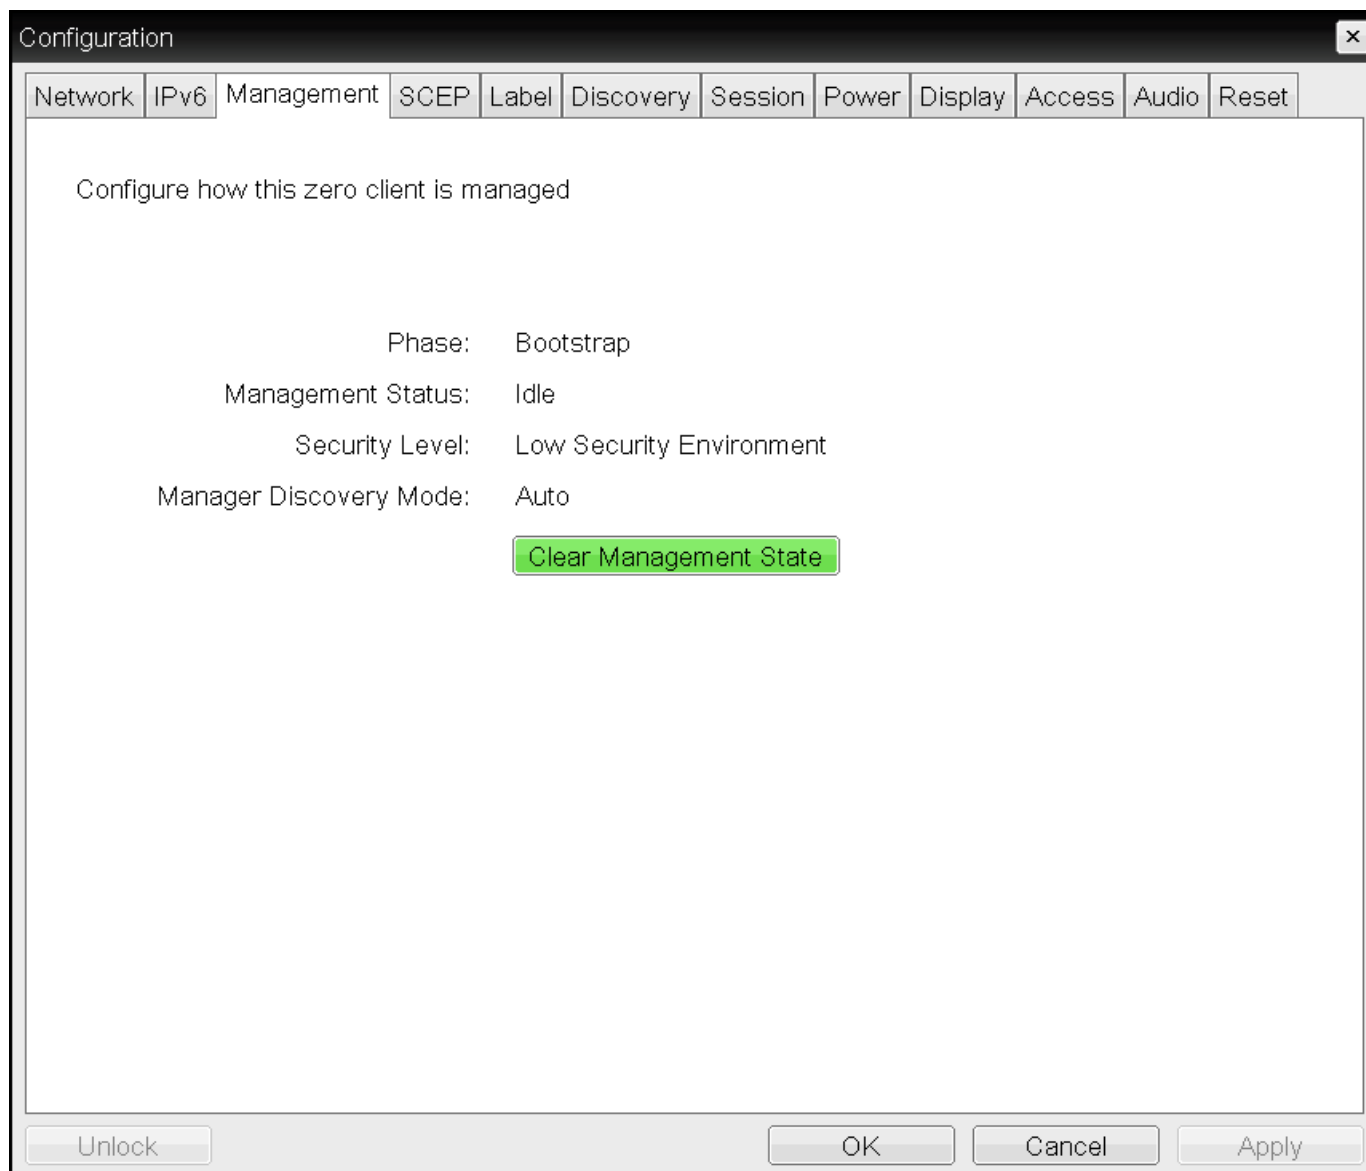 Configuration
Network IPv6 Management SCEP Label Discovery Session Power Display Access Audio Reset
Configure how this zero client is managed
Phase: Bootstrap
Management Status: Idle
Security Level: Low Security Environment
Manager Discovery Mode: Auto
Clear Management State
Unlock OK Cancel Apply